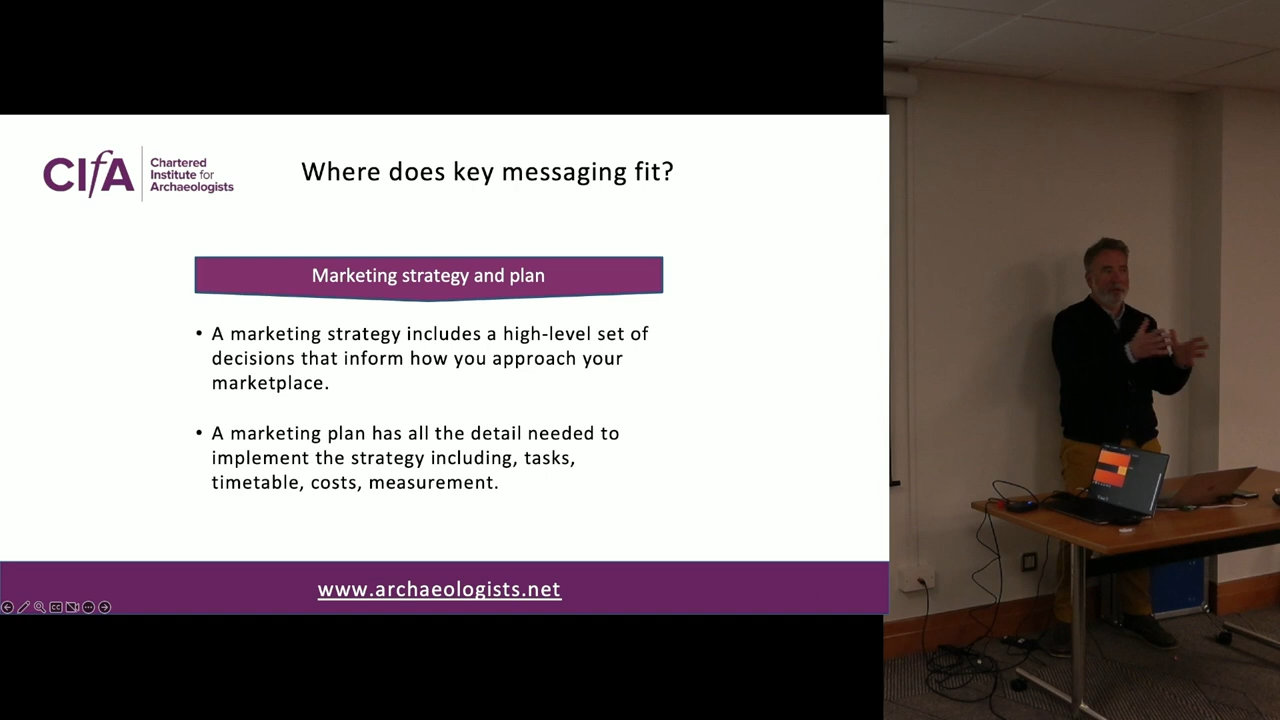 CIfA
Chartered
Institute for
Archaeologists
Where does key messaging fit?
Marketing strategy and plan
• A marketing strategy includes a high-level set of
decisions that inform how you approach your
marketplace.
• A marketing plan has all the detail needed to
implement the strategy including, tasks,
timetable, costs, measurement.
www.archaeologists.net